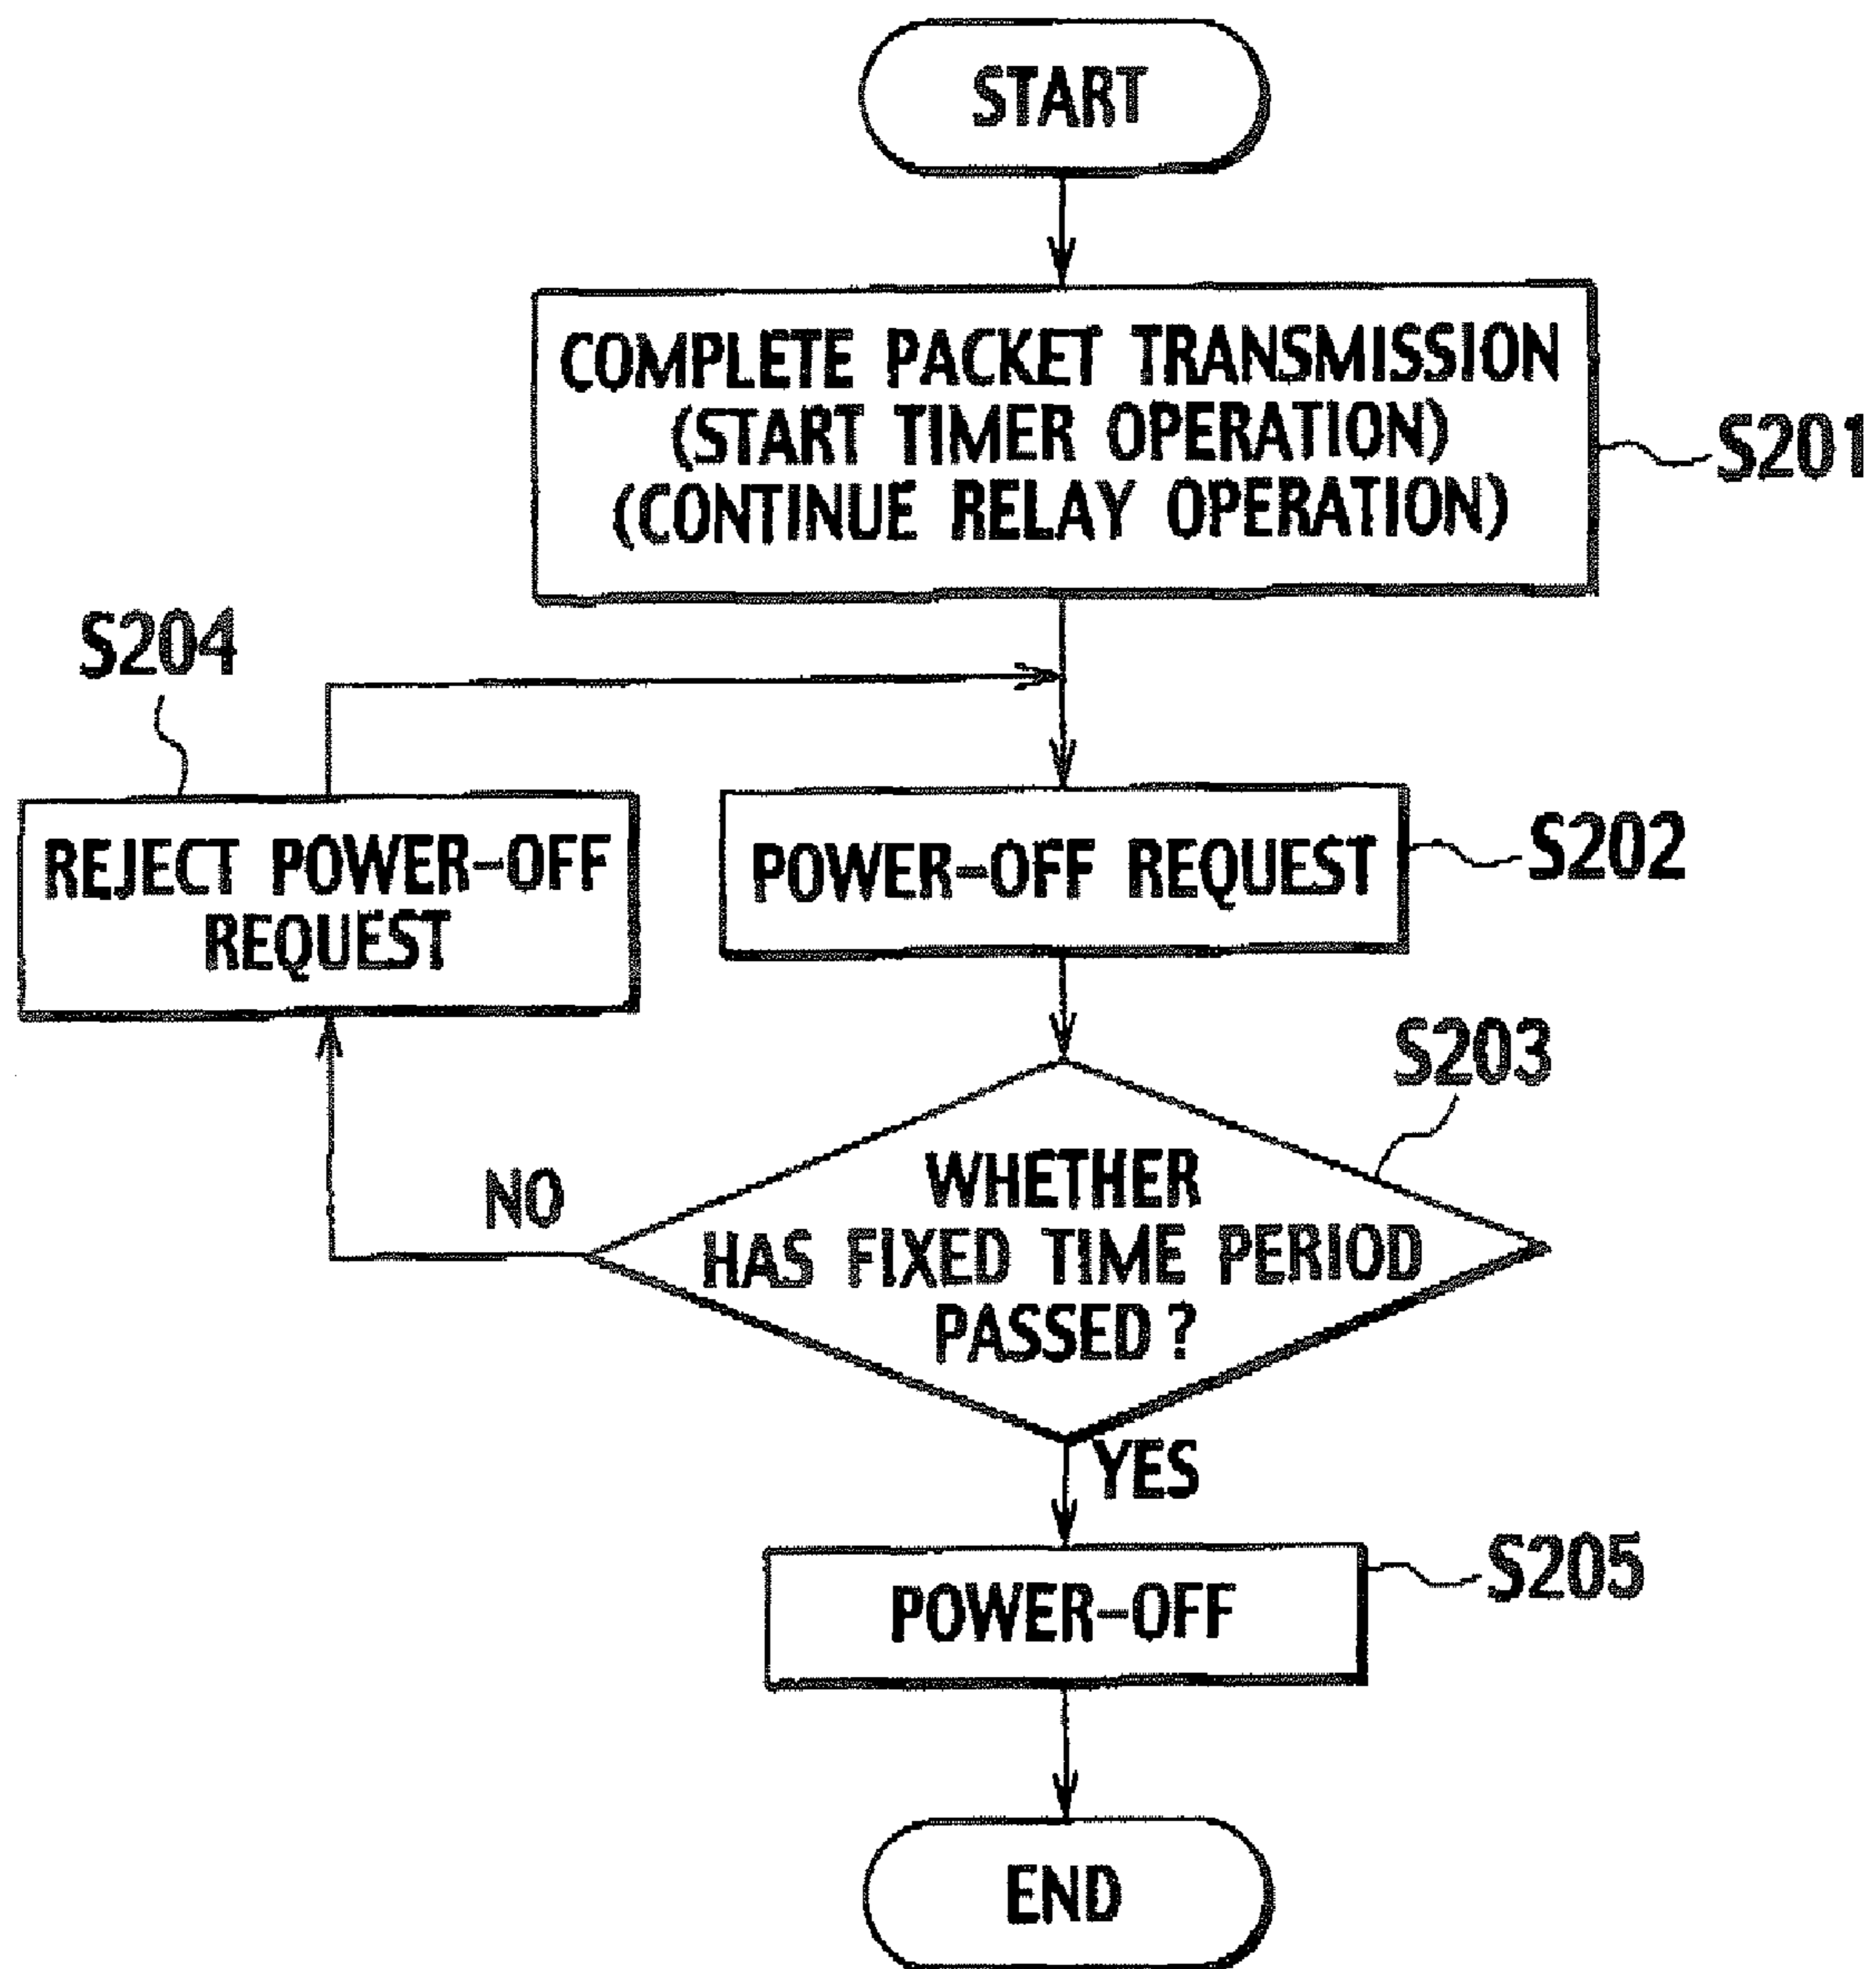 START
COMPLETE PACKET TRANSMISSION
(START TIMER OPERATION)
(CONTINUE RELAY OPERATION)
S201
S204
REJECT POWER-OFF
REQUEST
POWER-OFF REQUEST
S202
S203
WHETHER
HAS FIXED TIME PERIOD
PASSED?
NO
YES
POWER-OFF
S205
END